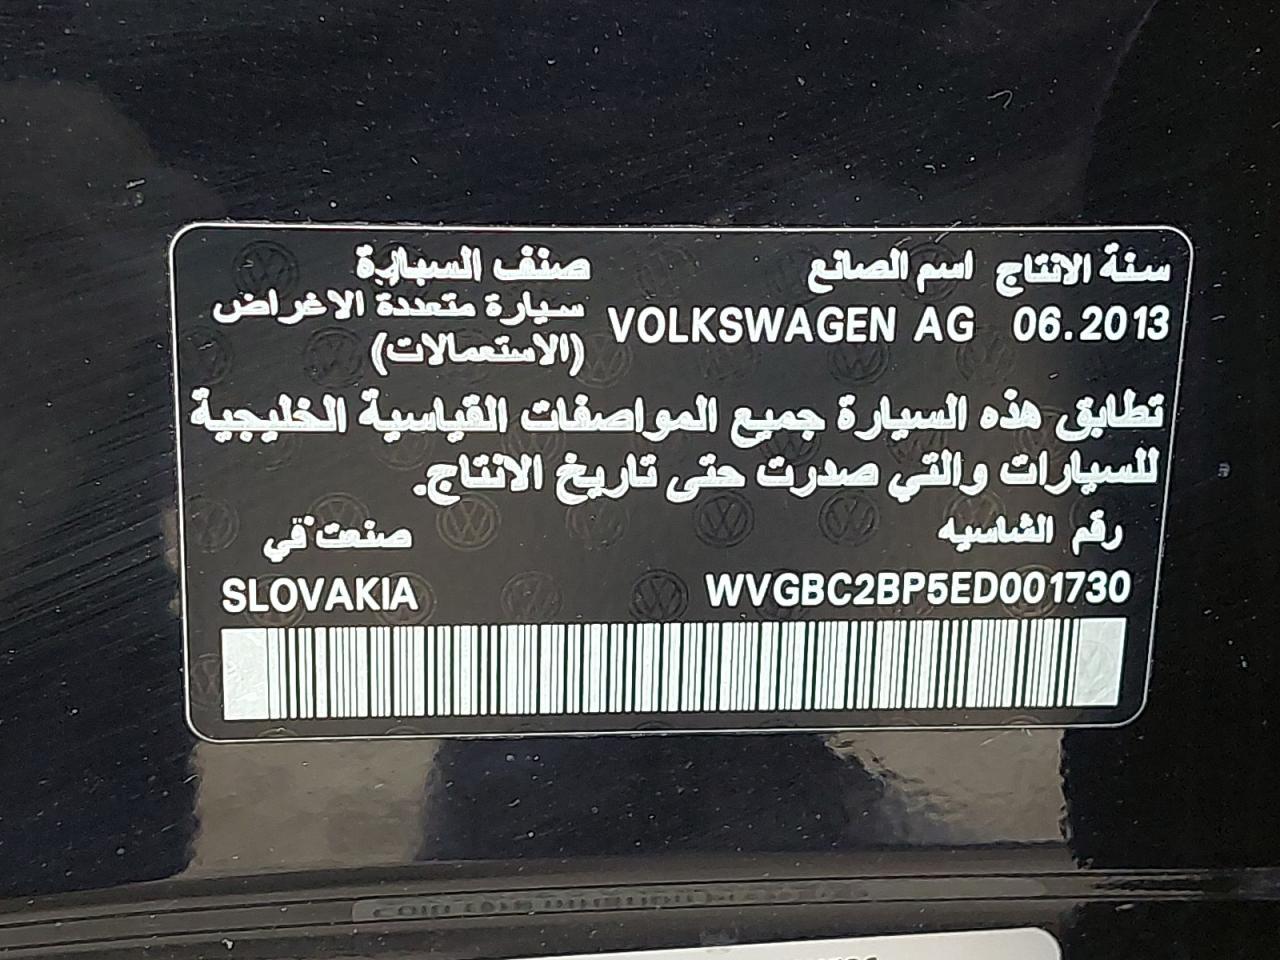 سنة الانتاج اسم الصانع صنف السيارة
06.2013 VOLKSWAGEN AG سيارة متعددة الاغراض
(الاستعمالات)
تطابق هذه السيارة جميع المواصفات القياسية الخليجية
للسيارات والتي صدرت حتى تاريخ الانتاج.
رقم الشاسيه صنعت في
WVGBC2BP5ED001730 SLOVAKIA